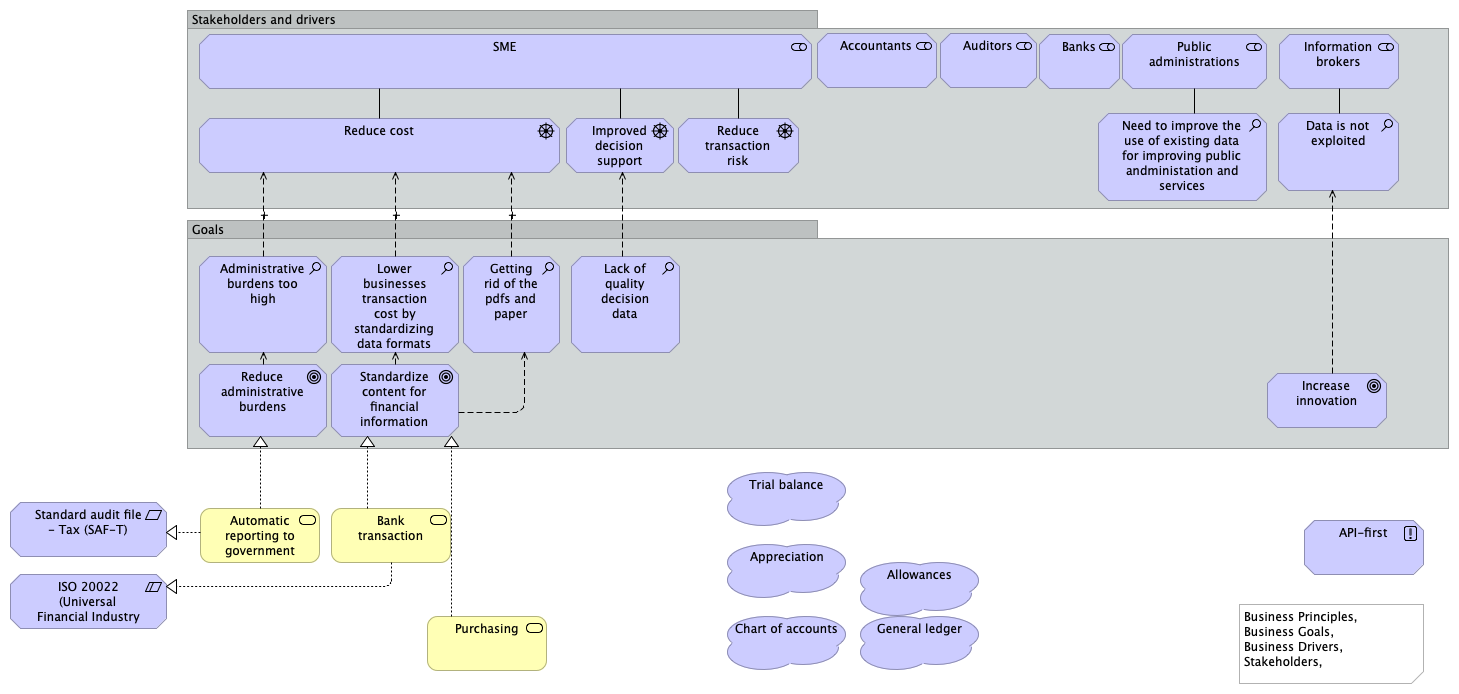 Stakeholders and drivers
SME
Accountants
Auditors
Banks
Public
administrations
Information
brokers
Reduce cost
Improved
decision
support
Reduce
transaction
risk
Need to improve the
use of existing data
for improving public
andministation and
services
Data is not
exploited
Goals
Administrative
burdens too
high
Lower
businesses
transaction
cost by
standardizing
data formats
Getting
rid of the
pdfs and
paper
Lack of
quality
decision
data
Reduce
administrative
burdens
Standardize
content for
financial
information
Increase
innovation
Standard audit file
- Tax (SAF-T)
Automatic
reporting to
government
Bank
transaction
ISO 20022
(Universal
Financial Industry
Purchasing
Trial balance
Appreciation
Allowances
Chart of accounts
General ledger
API-first
Business Principles,
Business Goals,
Business Drivers,
Stakeholders,